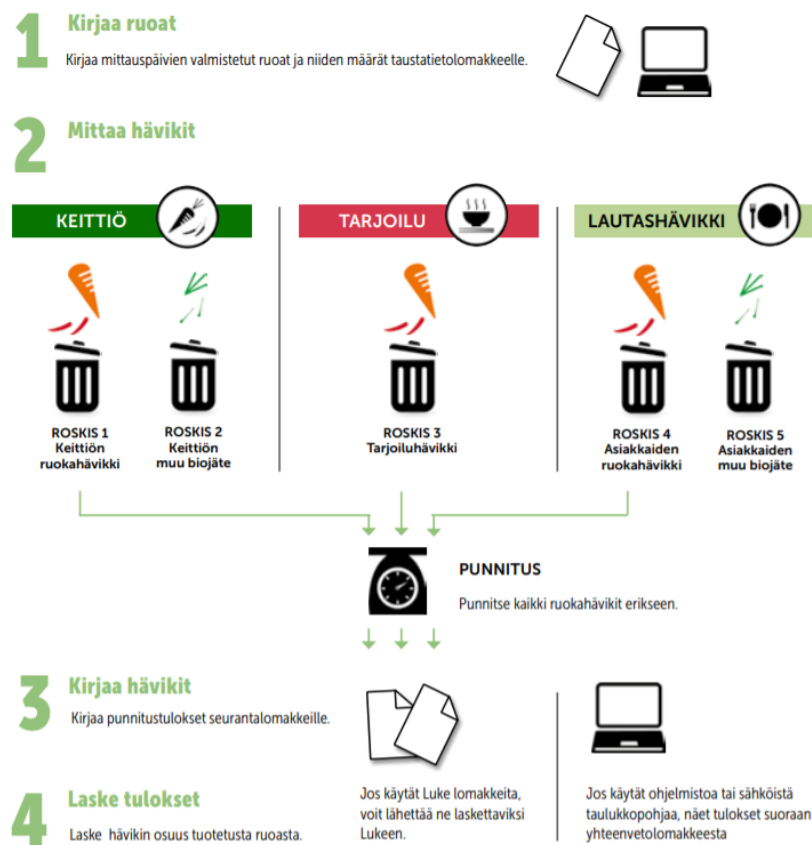 1
Kirjaa ruoat
Kirjaa mittauspäivien valmistetut ruoat ja niiden määrät taustatietolomakkeelle.
2
Mittaa hävikit
KEITTIÖ
TARJOILU
LAUTASHÄVIKKI
ROSKIS 1
Keittiön
ruokahävikki
ROSKIS 2
Keittiön
muu biojäte
ROSKIS 3
Tarjoiluhävikki
ROSKIS 4
Asiakkaiden
ruokahävikki
ROSKIS 5
Asiakkaiden
muu biojäte
PUNNITUS
Punnitse kaikki ruokahävikit erikseen.
3
Kirjaa hävikit
Kirjaa punnitustulokset seurantalomakkeille.
4
Laske tulokset
Laske hävikin osuus tuotetusta ruoasta.
Jos käytät Luke lomakkeita,
voit lähettää ne laskettaviksi
Lukeen.
Jos käytät ohjelmistoa tai sähköistä
taulukkopohjaa, näet tulokset suoraan
yhteenvetolomakkeesta